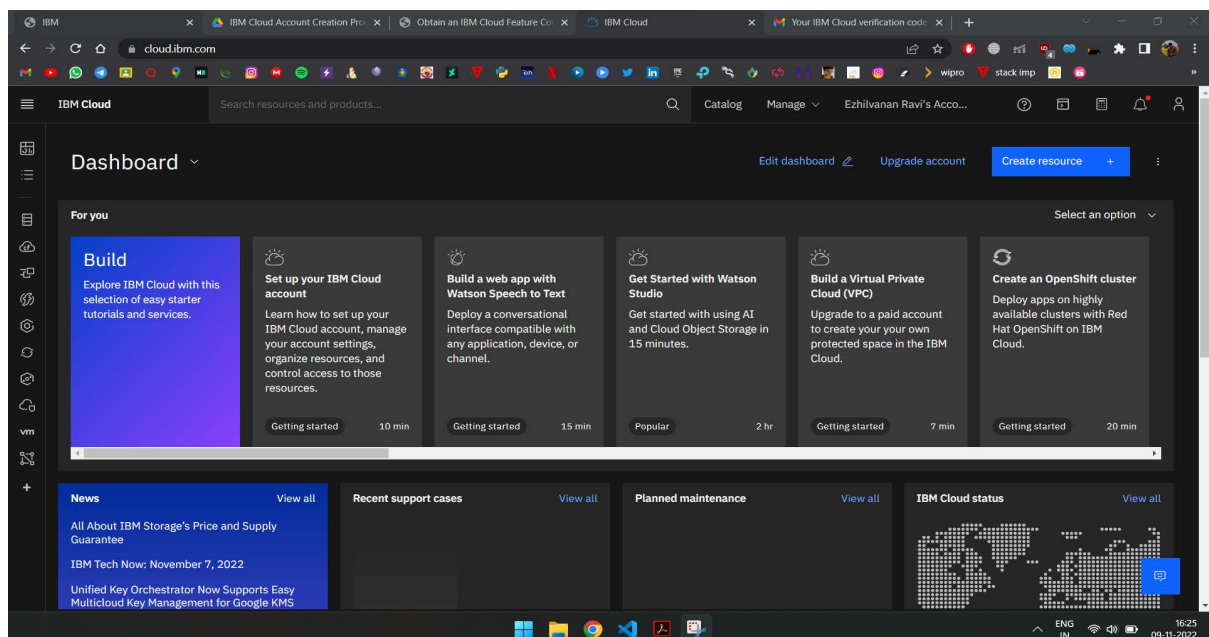 IBM
IBM Cloud Account Creation Pro
Obtain an IBM Cloud Feature Co
IBM Cloud
Your IBM Cloud verification code
cloud.ibm.com
wipro
stack imp
IBM Cloud
Search resources and products...
Catalog
Manage
Ezhilvanan Ravi's Acco...
Dashboard
Edit dashboard
Upgrade account
Create resource +
For you
Select an option
Build
Explore IBM Cloud with this
selection of easy starter
tutorials and services.
Set up your IBM Cloud
account
Learn how to set up your
IBM Cloud account, manage
your account settings,
organize resources, and
control access to those
resources.
Getting started
10 min
Build a web app with
Watson Speech to Text
Deploy a conversational
interface compatible with
any application, device, or
channel.
Getting started
15 min
Get Started with Watson
Studio
Get started with using AI
and Cloud Object Storage in
15 minutes.
Popular
2 hr
Build a Virtual Private
Cloud (VPC)
Upgrade to a paid account
to create your your own
protected space in the IBM
Cloud.
Getting started
7 min
Create an OpenShift cluster
Deploy apps on highly
available clusters with Red
Hat OpenShift on IBM
Cloud.
Getting started
20 min
vm
News
View all
All About IBM Storage's Price and Supply
Guarantee
IBM Tech Now: November 7, 2022
Unified Key Orchestrator Now Supports Easy
Multicloud Key Management for Google KMS
Recent support cases
View all
Planned maintenance
View all
IBM Cloud status
View all
ENG
IN
16:25
09-11-2022